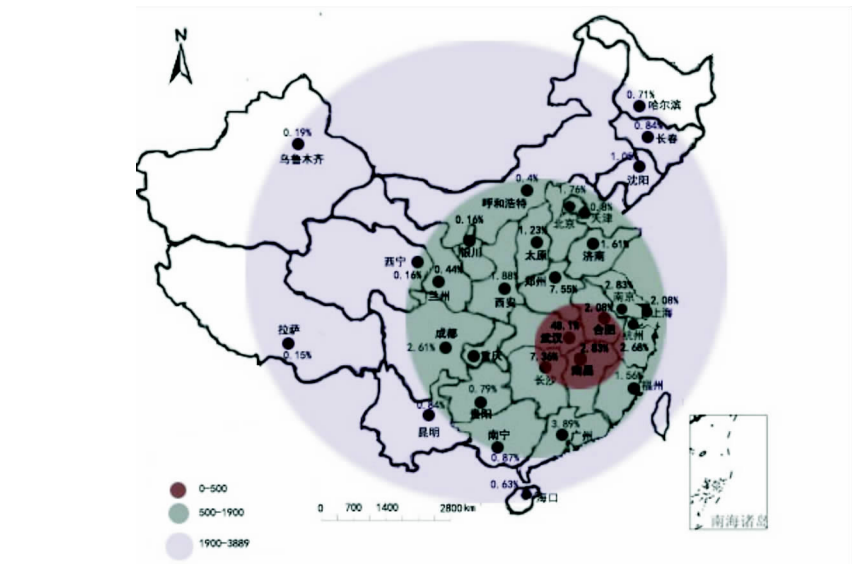 N
0.71%
哈尔滨
0.84%
长春
0.19%
乌鲁木齐
沈阳
0.4%
呼和浩特
1.76%
北京
0.8%
天津
0.16%
银川
1.23%
太原
1.61%
济南
西宁
0.16%
0.44%
兰州
1.88%
西安
郑州
7.55%
2.83%
南京
2.08%
上海
2.08%
合肥
杭州
2.68%
48.1%
武汉
2.83%
南昌
7.36%
长沙
拉萨
0.15%
成都
2.61%
重庆
1.56%
福州
0.79%
贵阳
0.84%
昆明
3.89%
广州
南宁
0.87%
0.63%
海口
0-500
500-1900
1900-3889
0 700 1400 2800km
南海诸岛